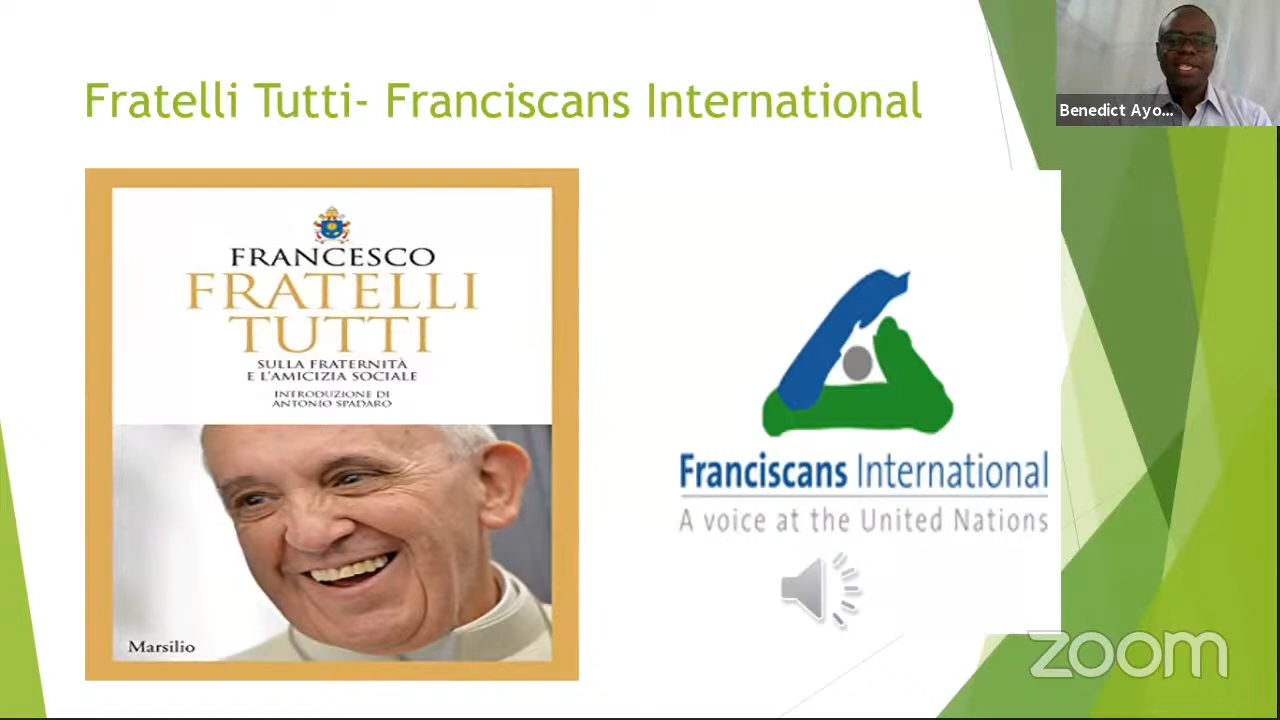 Fratelli Tutti- Franciscans International
Benedict Ayo...
FRANCESCO
FRATELLI
TUTTI
SULLA FRATERNITÀ
E L'AMICIZIA SOCIALE
INTRODUZIONE DI
ANTONIO SPADARO
Marsilio
Franciscans International
A voice at the United Nations
zoom